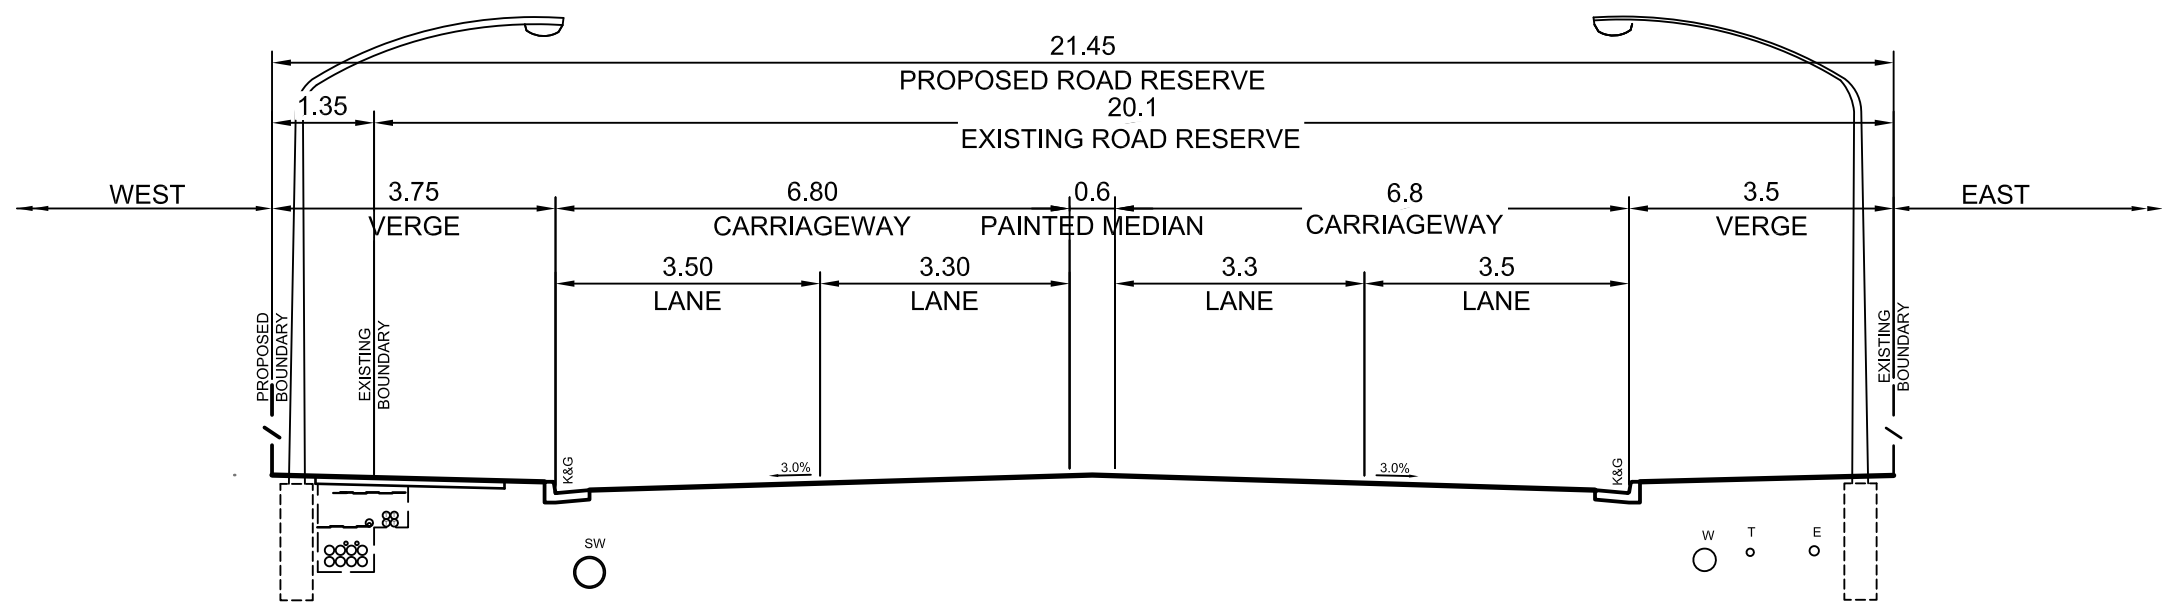 21.45
PROPOSED ROAD RESERVE
1.35
20.1
EXISTING ROAD RESERVE
WEST
3.75
6.80
0.6
6.8
3.5
EAST
VERGE
CARRIAGEWAY
PAINTED MEDIAN
CARRIAGEWAY
VERGE
3.50
3.30
3.3
3.5
LANE
LANE
LANE
LANE
PROPOSED
BOUNDARY
EXISTING
BOUNDARY
EXISTING
BOUNDARY
K&G
3.0%
3.0%
K&G
SW
W
T
E